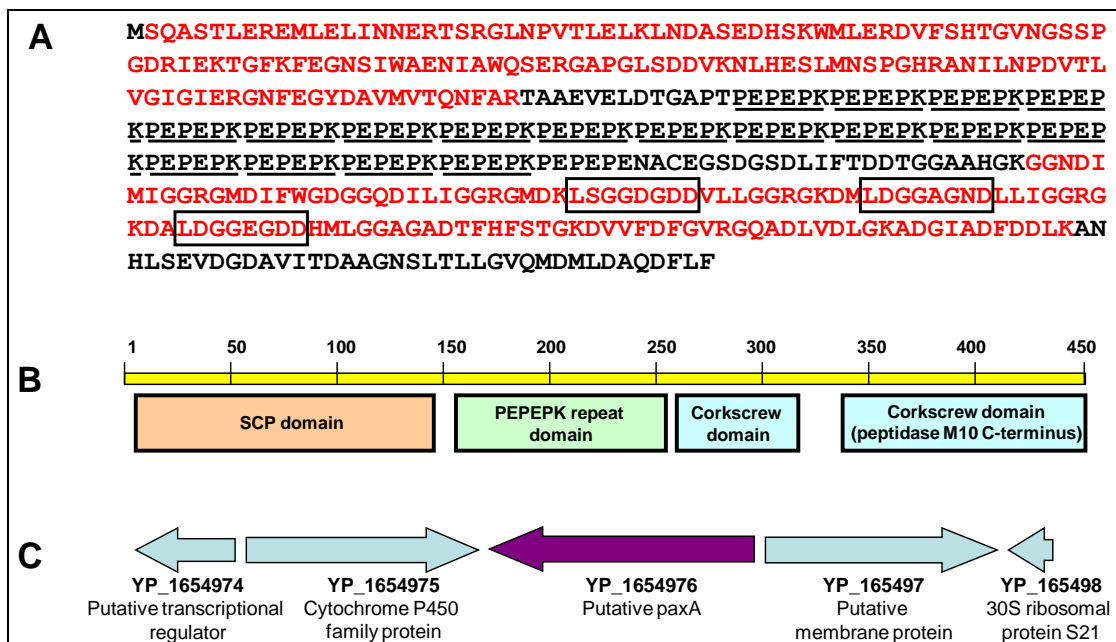 A
MSQASTLEREMLELINNERTSRGLNPVTLELKLNDASEDHSKWMLERDVFSHTGVNGSSP
GDRIEKTGFKFEGNSIWAENIAWQSERGAPGLSDDVKNLHESLMNSPGHRANILNPDVTL
VGIGIERGNFEGYDAVMVTQNFARTAAEVELDTGAPTPEPEPKPEPEPKPEPEPKPEPEP
KPEPEPKPEPEPKPEPEPKPEPEPKPEPEPKPEPEPKPEPEPKPEPEPKPEPEPKPEPEP
KPEPEPKPEPEPKPEPEPKPEPEPKPEPEPENACEGSDGSDLIFTDDTGGAAHGKGGNDI
MIGGRGMDIFWGDGGQDILIGGRGMDKLSGGDGDDVLLGGRGKDMLDGGAGNDLLIGGRG
KDALDGGEGDDHMLGGAGADTFHFSTGKDVVFDFGVRGQADLVDLGKADGIADFDDLKAN
HLSEVDGDAVITDAAGNSLTLLGVQMDMLDAQDFLF
1 50 100 150 200 250 300 350 400 450
B
SCP domain
PEPEPK repeat
domain
Corkscrew
domain
Corkscrew domain
(peptidase M10 C-terminus)
C
YP_1654974
Putative transcriptional
regulator
YP_1654975
Cytochrome P450
family protein
YP_1654976
Putative paxA
YP_165497
Putative
membrane protein
YP_165498
30S ribosomal
protein S21